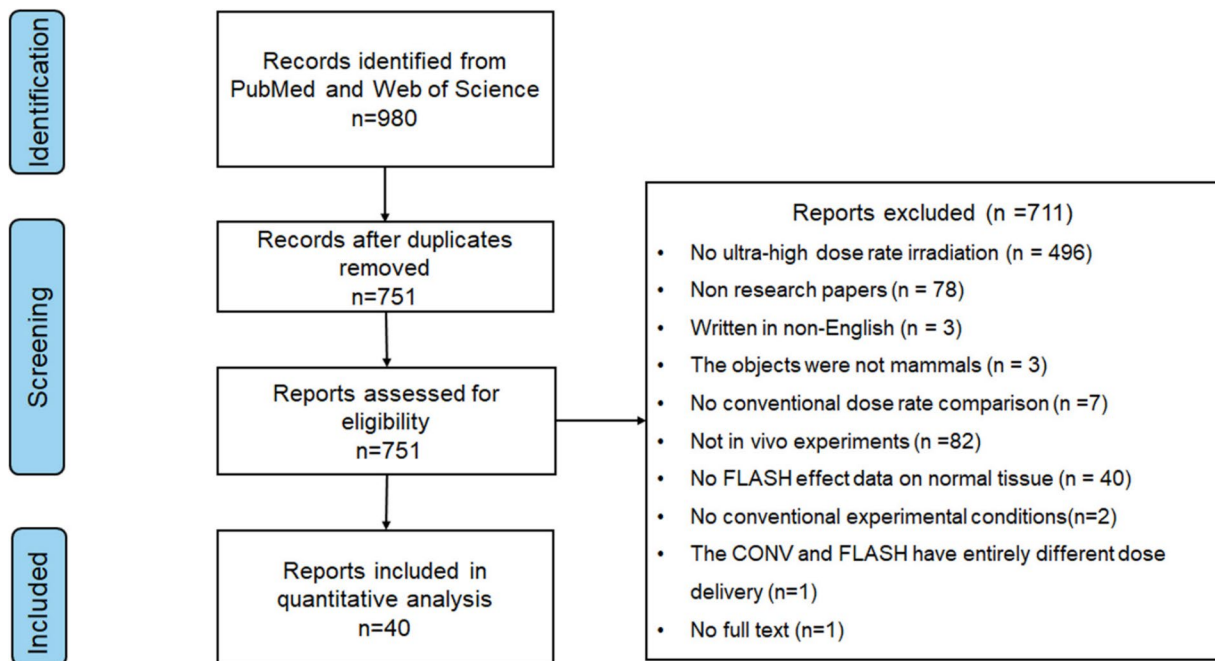 Identification
Records identified from
PubMed and Web of Science
n=980
Screening
Records after duplicates
removed
n=751
Reports assessed for
eligibility
n=751
Reports excluded (n =711)
• No ultra-high dose rate irradiation (n = 496)
• Non research papers (n = 78)
• Written in non-English (n = 3)
• The objects were not mammals (n = 3)
• No conventional dose rate comparison (n =7)
• Not in vivo experiments (n =82)
• No FLASH effect data on normal tissue (n = 40)
• No conventional experimental conditions(n=2)
• The CONV and FLASH have entirely different dose
delivery (n=1)
• No full text (n=1)
Included
Reports included in
quantitative analysis
n=40